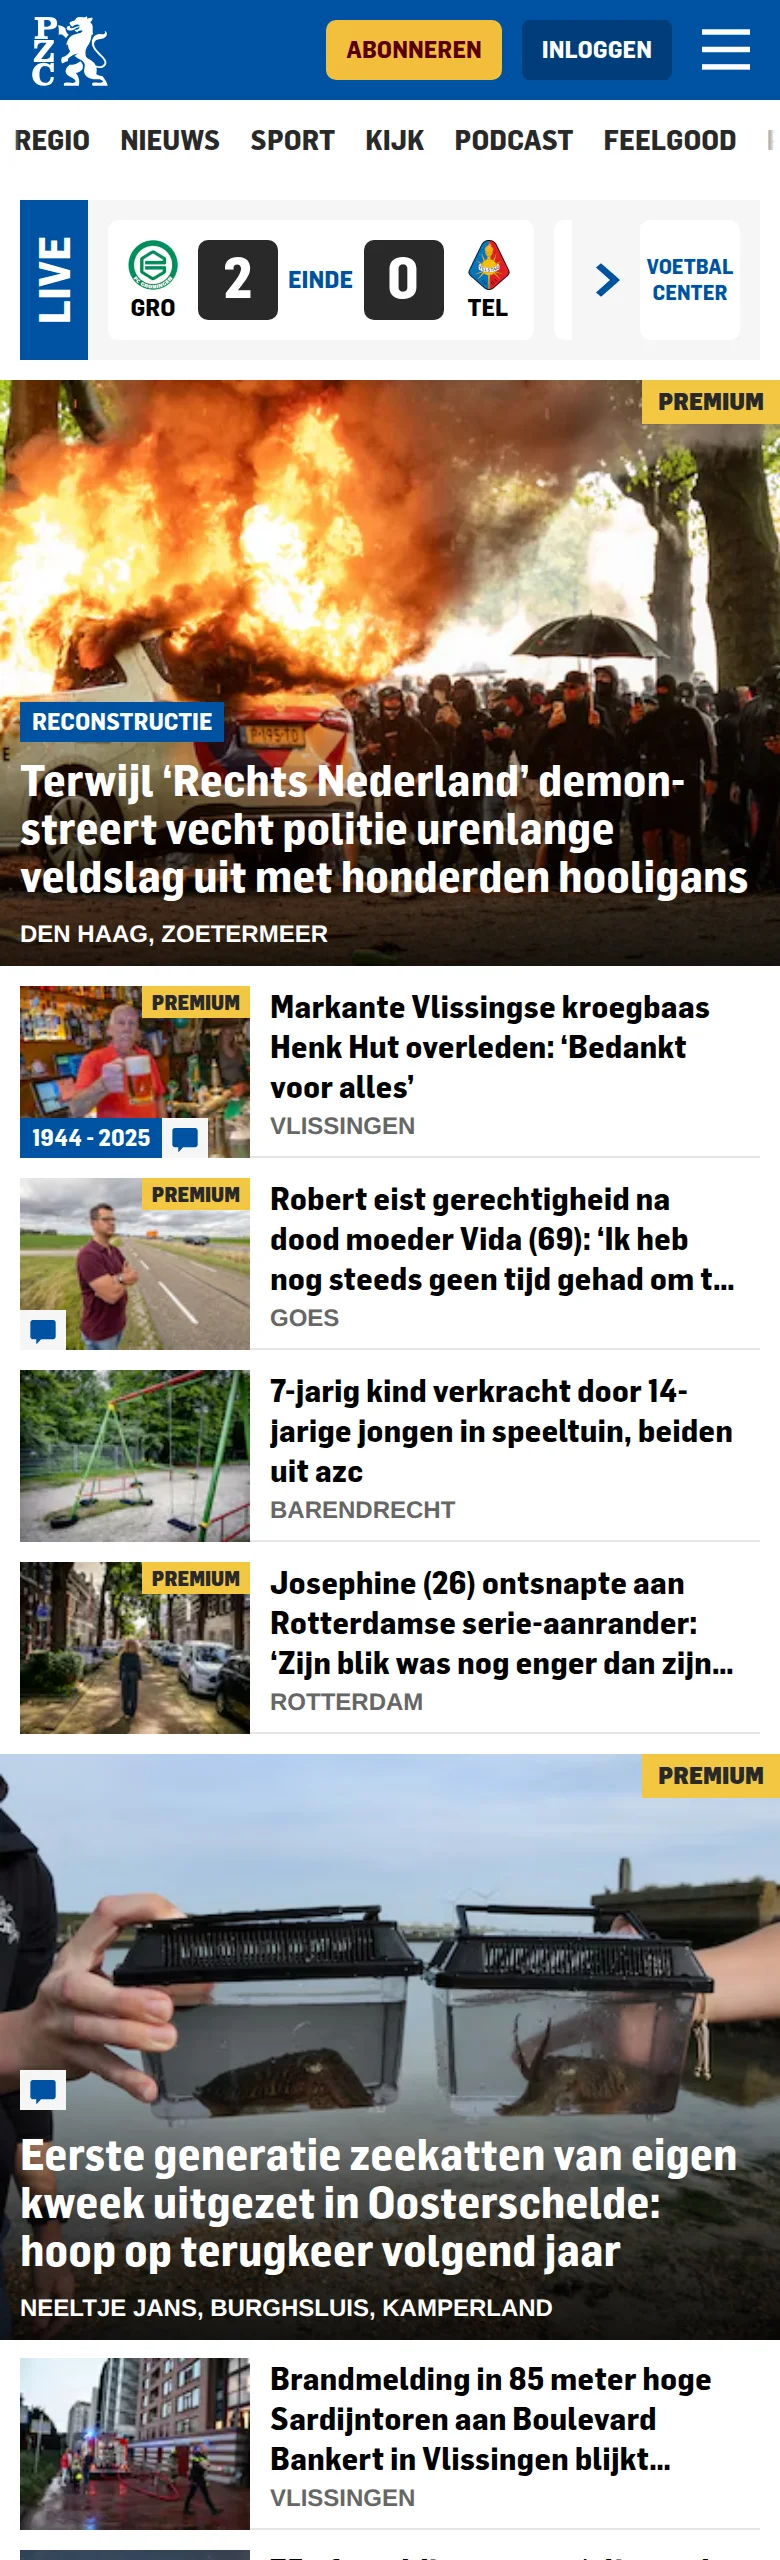 PZC
ABONNEREN
INLOGGEN
REGIO NIEUWS SPORT KIJK PODCAST FEELGOOD
LIVE
GRO
2
EINDE
0
TEL
VOETBAL
CENTER
PREMIUM
P-195-TD
RECONSTRUCTIE
Terwijl ‘Rechts Nederland’ demon-
streert vecht politie urenlange
veldslag uit met honderden hooligans
DEN HAAG, ZOETERMEER
PREMIUM
1944 - 2025
Markante Vlissingse kroegbaas
Henk Hut overleden: ‘Bedankt
voor alles’
VLISSINGEN
PREMIUM
Robert eist gerechtigheid na
dood moeder Vida (69): ‘Ik heb
nog steeds geen tijd gehad om t...
GOES
7-jarig kind verkracht door 14-
jarige jongen in speeltuin, beiden
uit azc
BARENDRECHT
PREMIUM
Josephine (26) ontsnapte aan
Rotterdamse serie-aanrander:
‘Zijn blik was nog enger dan zijn...
ROTTERDAM
PREMIUM
Eerste generatie zeekatten van eigen
kweek uitgezet in Oosterschelde:
hoop op terugkeer volgend jaar
NEELTJE JANS, BURGHSLUIS, KAMPERLAND
Brandmelding in 85 meter hoge
Sardijntoren aan Boulevard
Bankert in Vlissingen blijkt...
VLISSINGEN